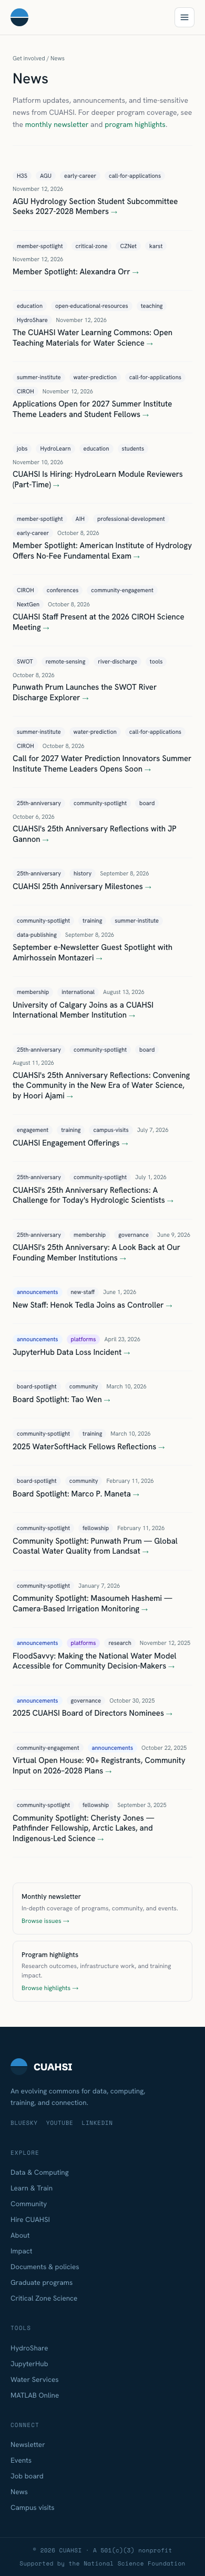 Get Involved / News
News
Platform updates, announcements, and time-sensitive
news from CUAHSI. For deeper program coverage, see
the monthly newsletter and program highlights.
H3S AGU early-career call-for-applications
November 12, 2026
AGU Hydrology Section Student Subcommittee
Seeks 2027-2028 Members →
member-spotlight critical-zone CZNet karst
November 12, 2026
Member Spotlight: Alexandra Orr →
education open-educational-resources teaching
HydroShare November 12, 2026
The CUAHSI Water Learning Commons: Open
Teaching Materials for Water Science →
summer-institute water-prediction call-for-applications
CIROH November 12, 2026
Applications Open for 2027 Summer Institute
Theme Leaders and Student Fellows →
jobs HydroLearn education students
November 10, 2026
CUAHSI Is Hiring: HydroLearn Module Reviewers
(Part-Time) →
member-spotlight AIH professional-development
early-career October 8, 2026
Member Spotlight: American Institute of Hydrology
Offers No-Fee Fundamental Exam →
CIROH conferences community-engagement
NextGen October 8, 2026
CUAHSI Staff Present at the 2026 CIROH Science
Meeting →
SWOT remote-sensing river-discharge tools
October 8, 2026
Punwath Prum Launches the SWOT River
Discharge Explorer →
summer-institute water-prediction call-for-applications
CIROH October 8, 2026
Call for 2027 Water Prediction Innovators Summer
Institute Theme Leaders Opens Soon →
25th-anniversary community-spotlight board
October 6, 2026
CUAHSI's 25th Anniversary Reflections with JP
Gannon →
25th-anniversary history September 8, 2026
CUAHSI 25th Anniversary Milestones →
community-spotlight training summer-institute
data-publishing September 8, 2026
September e-Newsletter Guest Spotlight with
Amirhossein Montazeri →
membership international August 13, 2026
University of Calgary Joins as a CUAHSI
International Member Institution →
25th-anniversary community-spotlight board
August 11, 2026
CUAHSI's 25th Anniversary Reflections: Convening
the Community in the New Era of Water Science,
by Hoori Ajami →
engagement training campus-visits July 7, 2026
CUAHSI Engagement Offerings →
25th-anniversary community-spotlight July 1, 2026
CUAHSI's 25th Anniversary Reflections: A
Challenge for Today's Hydrologic Scientists →
25th-anniversary membership governance June 9, 2026
CUAHSI's 25th Anniversary: A Look Back at Our
Founding Member Institutions →
announcements new-staff June 1, 2026
New Staff: Henok Tedla Joins as Controller →
announcements platforms April 23, 2026
JupyterHub Data Loss Incident →
board-spotlight community March 10, 2026
Board Spotlight: Tao Wen →
community-spotlight training March 10, 2026
2025 WaterSoftHack Fellows Reflections →
board-spotlight community February 11, 2026
Board Spotlight: Marco P. Maneta →
community-spotlight fellowship February 11, 2026
Community Spotlight: Punwath Prum — Global
Coastal Water Quality from Landsat →
community-spotlight January 7, 2026
Community Spotlight: Masoumeh Hashemi —
Camera-Based Irrigation Monitoring →
announcements platforms research November 12, 2025
FloodSavvy: Making the National Water Model
Accessible for Community Decision-Makers →
announcements governance October 30, 2025
2025 CUAHSI Board of Directors Nominees →
community-engagement announcements October 22, 2025
Virtual Open House: 90+ Registrants, Community
Input on 2026–2028 Plans →
community-spotlight fellowship September 3, 2025
Community Spotlight: Cheristy Jones —
Pathfinder Fellowship, Arctic Lakes, and
Indigenous-Led Science →
Monthly newsletter
In-depth coverage of programs, community, and events.
Browse issues →
Program highlights
Research outcomes, infrastructure work, and training
impact.
Browse highlights →
CUAHSI
An evolving commons for data, computing,
training, and connection.
BLUESKY YOUTUBE LINKEDIN
EXPLORE
Data & Computing
Learn & Train
Community
Hire CUAHSI
About
Impact
Documents & policies
Graduate programs
Critical Zone Science
TOOLS
HydroShare
JupyterHub
Water Services
MATLAB Online
CONNECT
Newsletter
Events
Job board
News
Campus visits
© 2026 CUAHSI · A 501(c)(3) nonprofit
Supported by the National Science Foundation